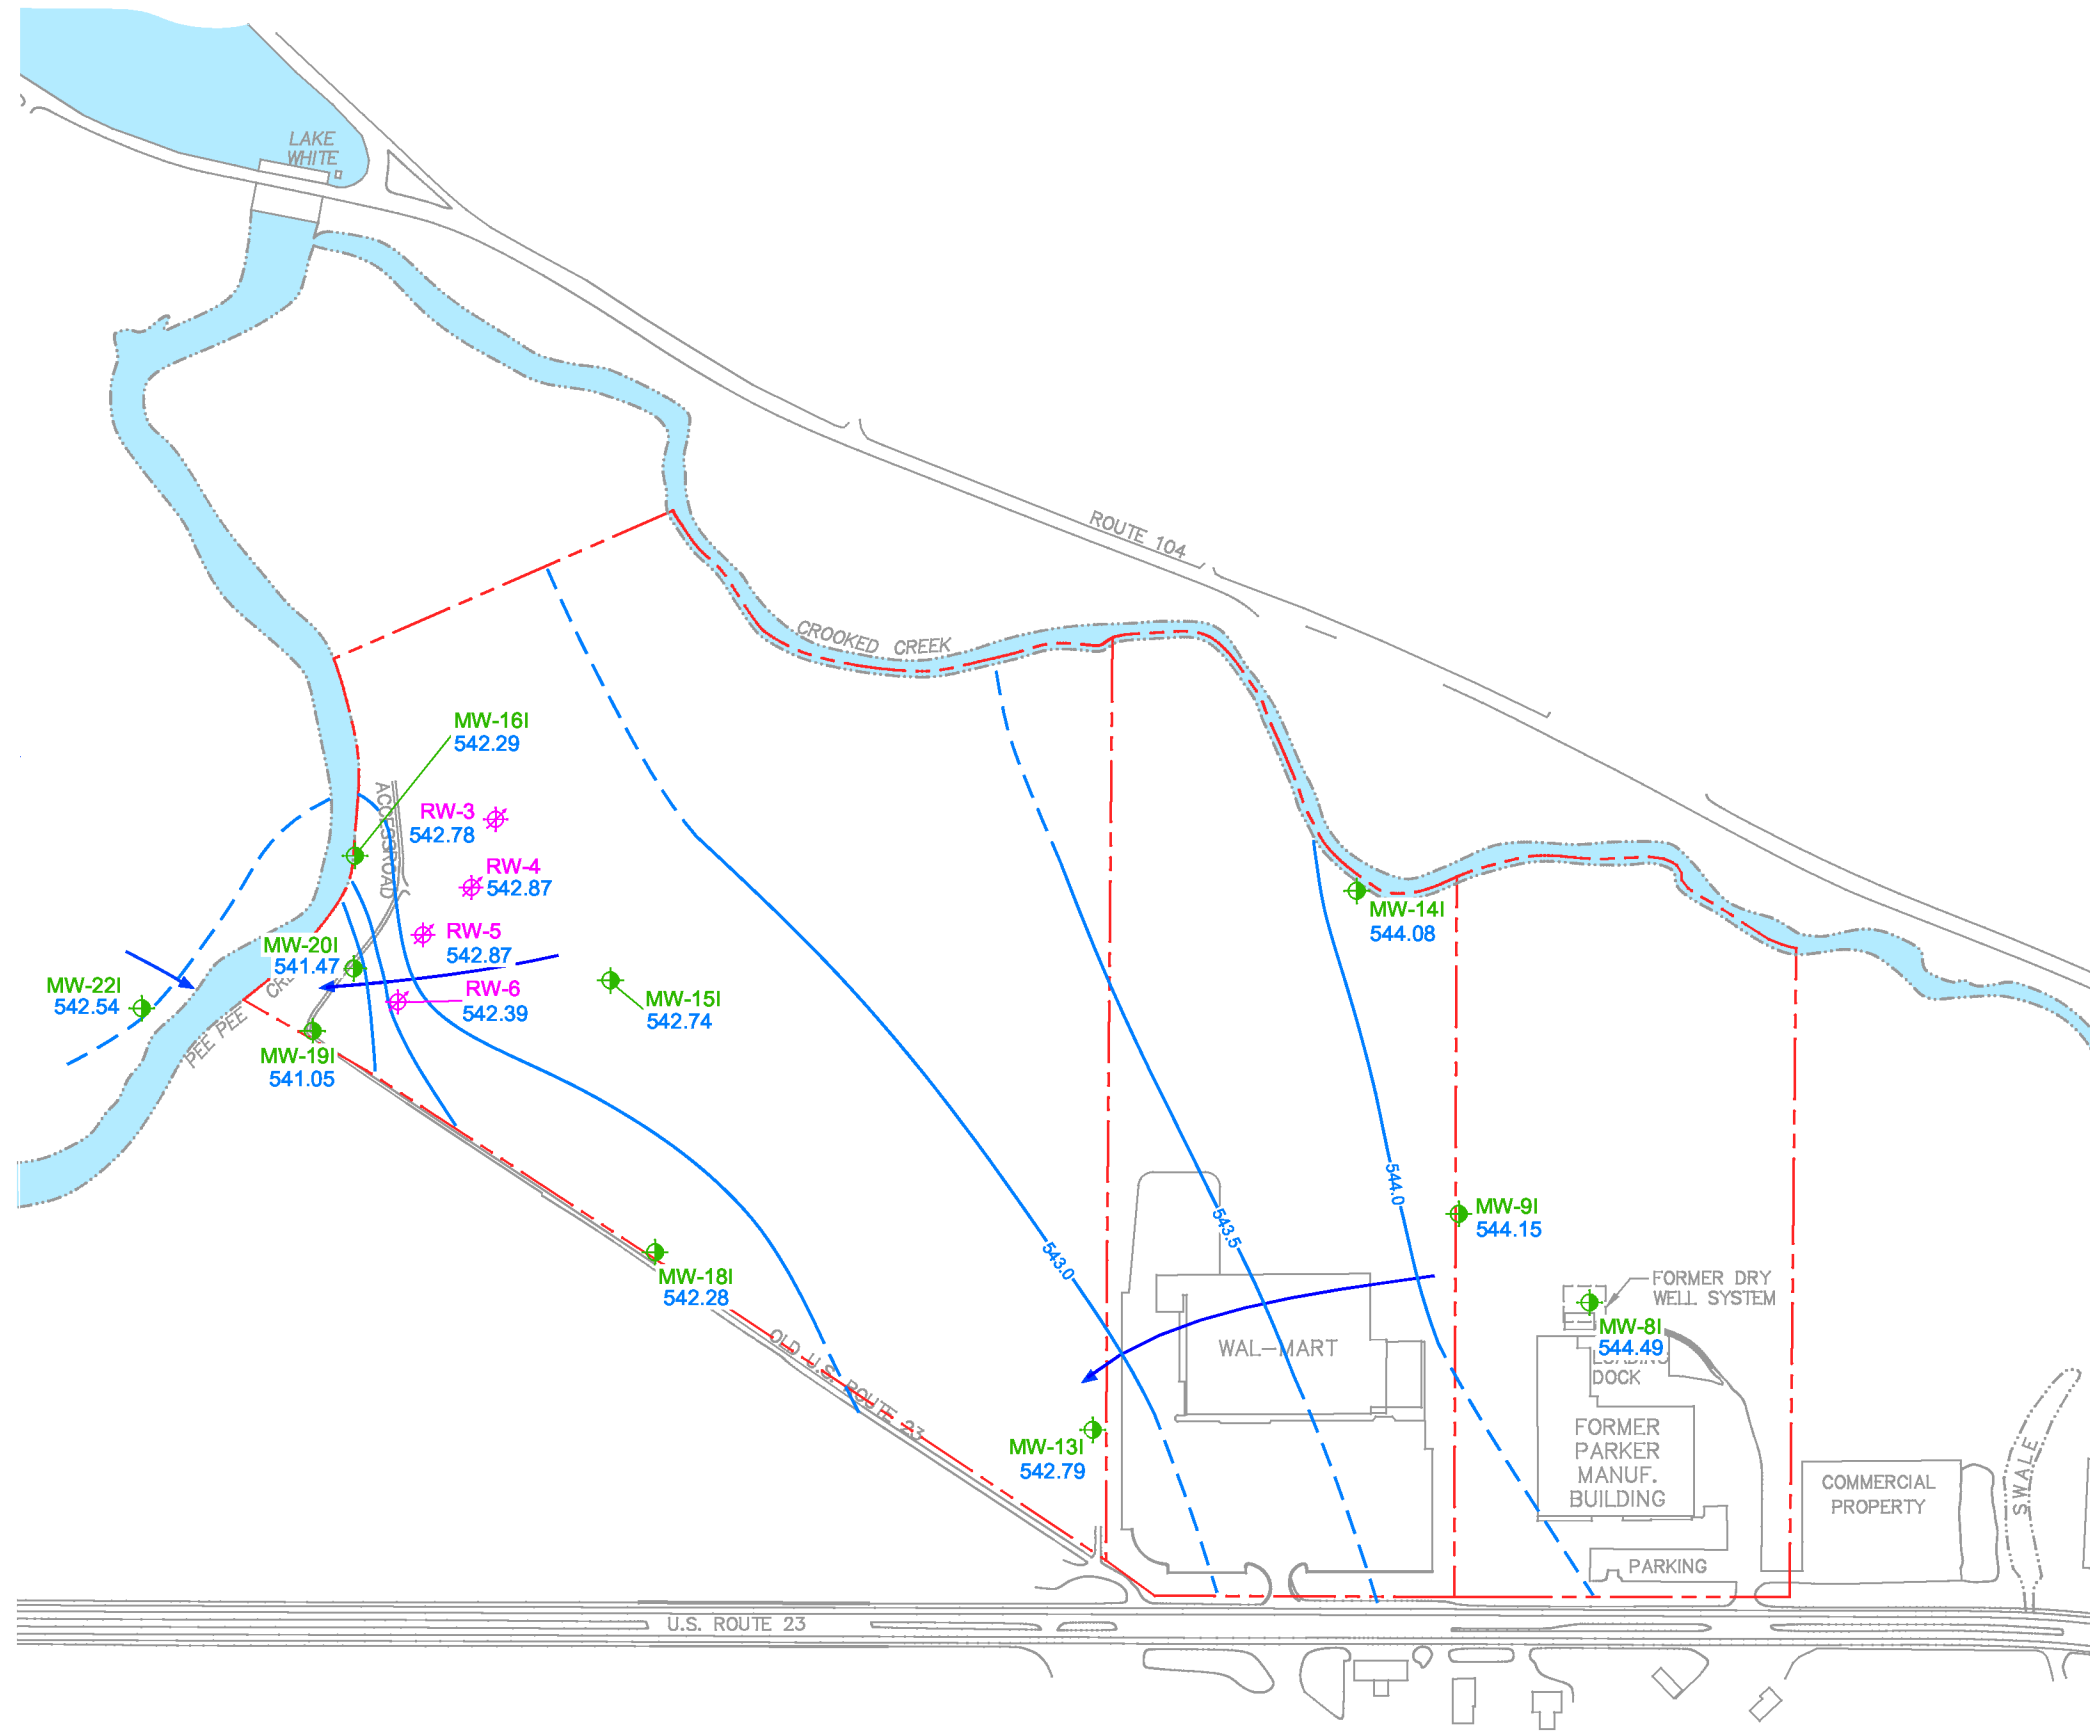 LAKE
WHITE
ROUTE 104
CROOKED CREEK
MW-16I
542.29
ACCESSROAD
RW-3
542.78
RW-4
542.87
RW-5
542.87
MW-20I
541.47
MW-22I
542.54
RW-6
542.39
MW-15I
542.74
PEE PEE
MW-19I
541.05
MW-14I
544.08
544.0
543.5
543.0
MW-9I
544.15
MW-18I
542.28
FORMER DRY
WELL SYSTEM
MW-8I
544.49
LOADING
DOCK
WAL-MART
OLD U.S. ROUTE 23
MW-13I
542.79
FORMER
PARKER
MANUF.
BUILDING
COMMERCIAL
PROPERTY
SWALE
PARKING
U.S. ROUTE 23